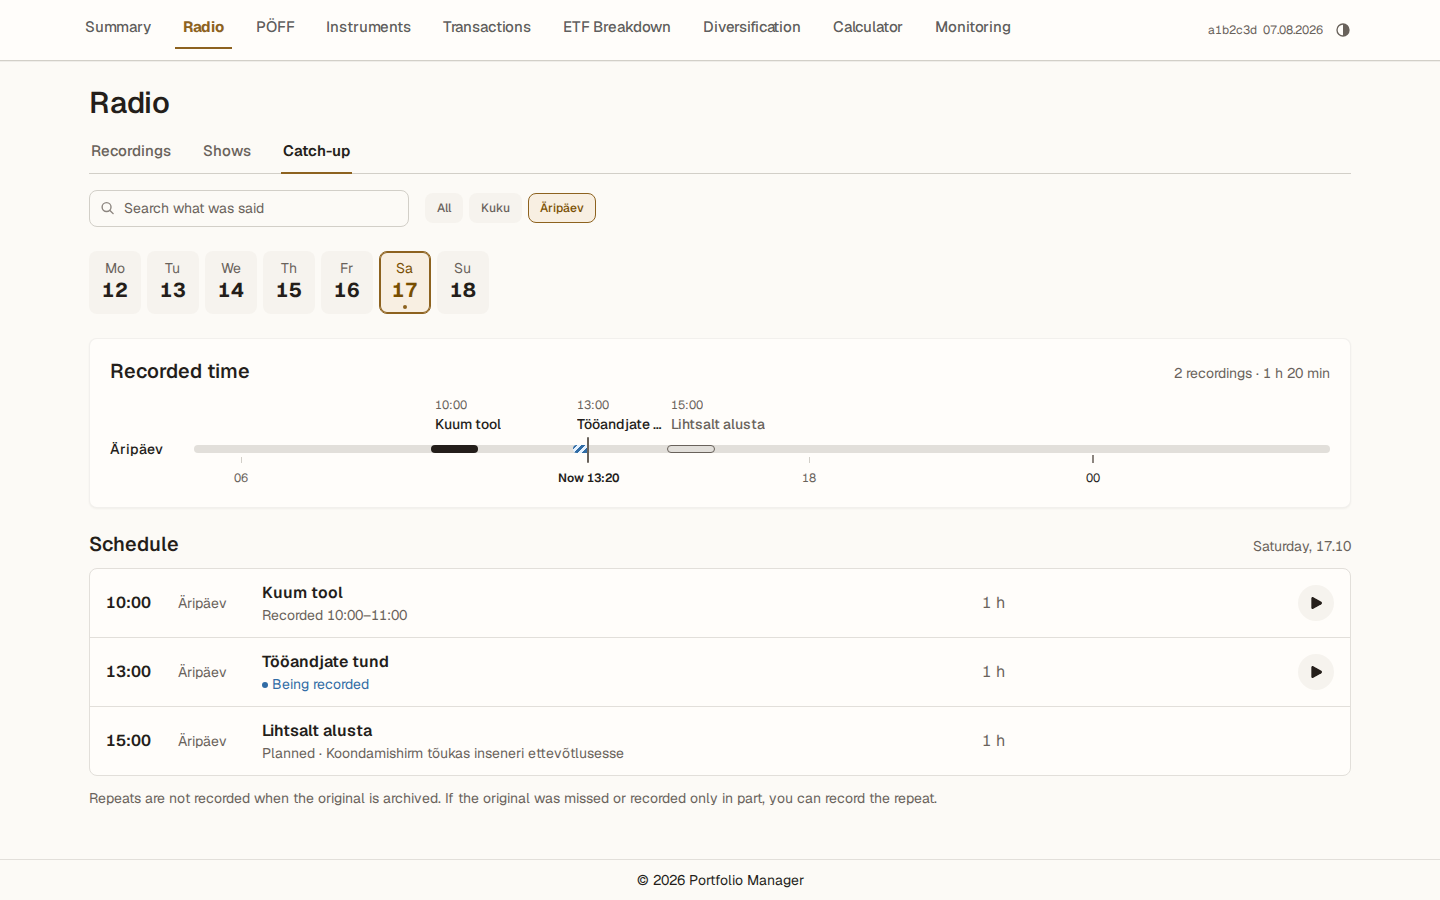 Summary Radio PÖFF Instruments Transactions ETF Breakdown Diversification Calculator Monitoring a1b2c3d 07.08.2026
Radio
Recordings Shows Catch-up
Search what was said All Kuku Äripäev
Mo Tu We Th Fr Sa Su
12 13 14 15 16 17 18
Recorded time 2 recordings · 1 h 20 min
10:00 13:00 15:00
Kuum tool Tööandjate ... Lihtsalt alusta
Äripäev
06 Now 13:20 18 00
Schedule Saturday, 17.10
10:00 Äripäev Kuum tool 1 h
Recorded 10:00–11:00
13:00 Äripäev Tööandjate tund 1 h
Being recorded
15:00 Äripäev Lihtsalt alusta 1 h
Planned · Koondamishirm tõukas inseneri ettevõtlusesse
Repeats are not recorded when the original is archived. If the original was missed or recorded only in part, you can record the repeat.
© 2026 Portfolio Manager